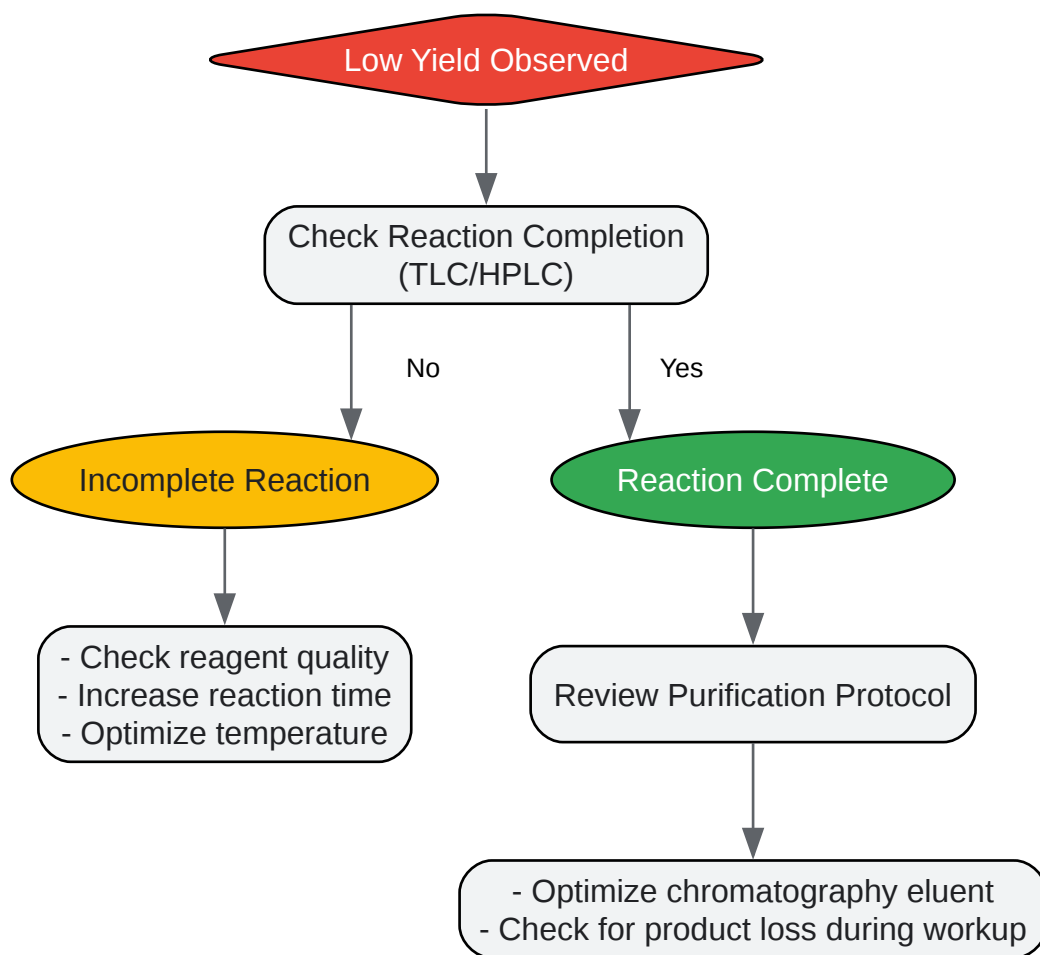 Low Yield Observed
Check Reaction Completion
(TLC/HPLC)
No
Yes
Incomplete Reaction
Reaction Complete
- Check reagent quality
- Increase reaction time
- Optimize temperature
Review Purification Protocol
- Optimize chromatography eluent
- Check for product loss during workup